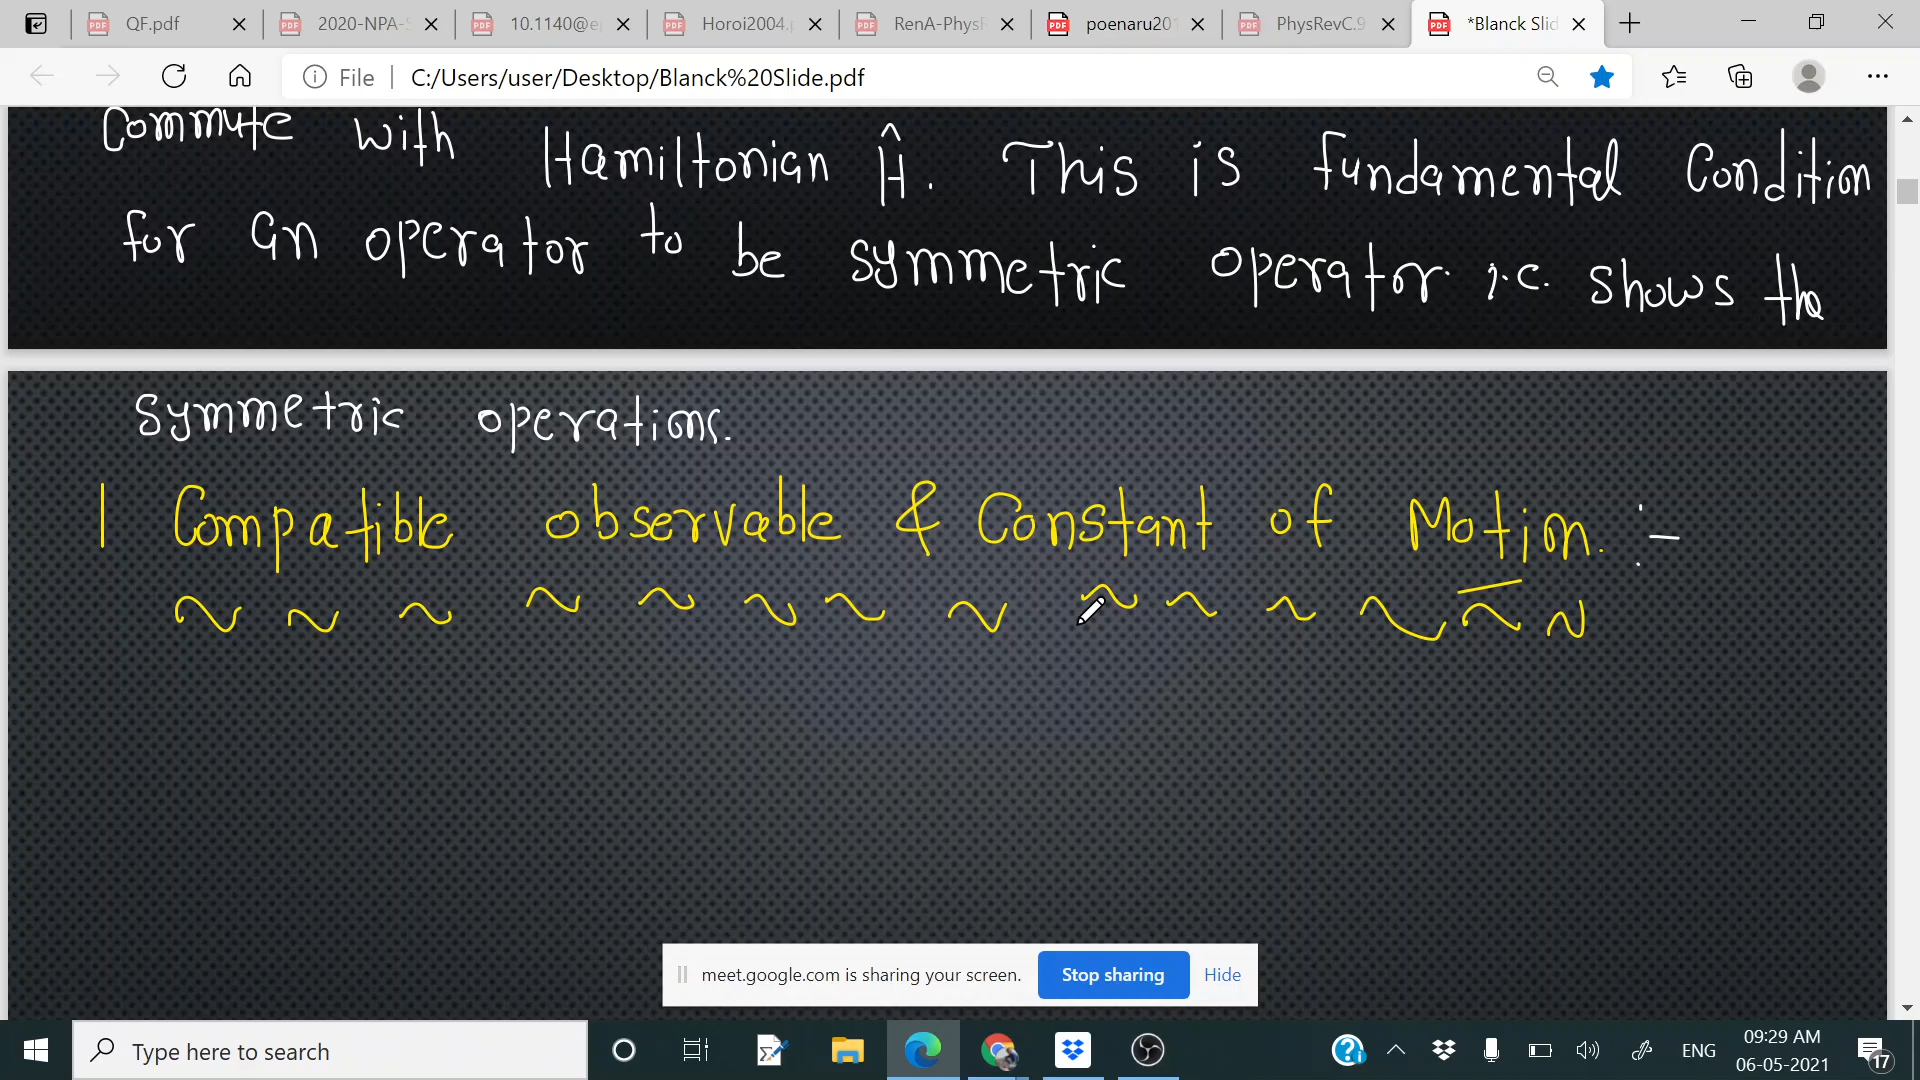 QF.pdf
2020-NPA-S
10.1140@e
Horoi2004.
RenA-PhysR
poenaru201
PhysRevC.9
*Blanck Slid
File
C:/Users/user/Desktop/Blanck%20Slide.pdf
Commute with Hamiltonian Ĥ. This is fundamental Condition
for an operator to be symmetric operator i.e. shows the
symmetric operations.
1 Compatible observable & Constant of Motion. :-
meet.google.com is sharing your screen.
Stop sharing
Hide
Type here to search
ENG
09:29 AM
06-05-2021
17